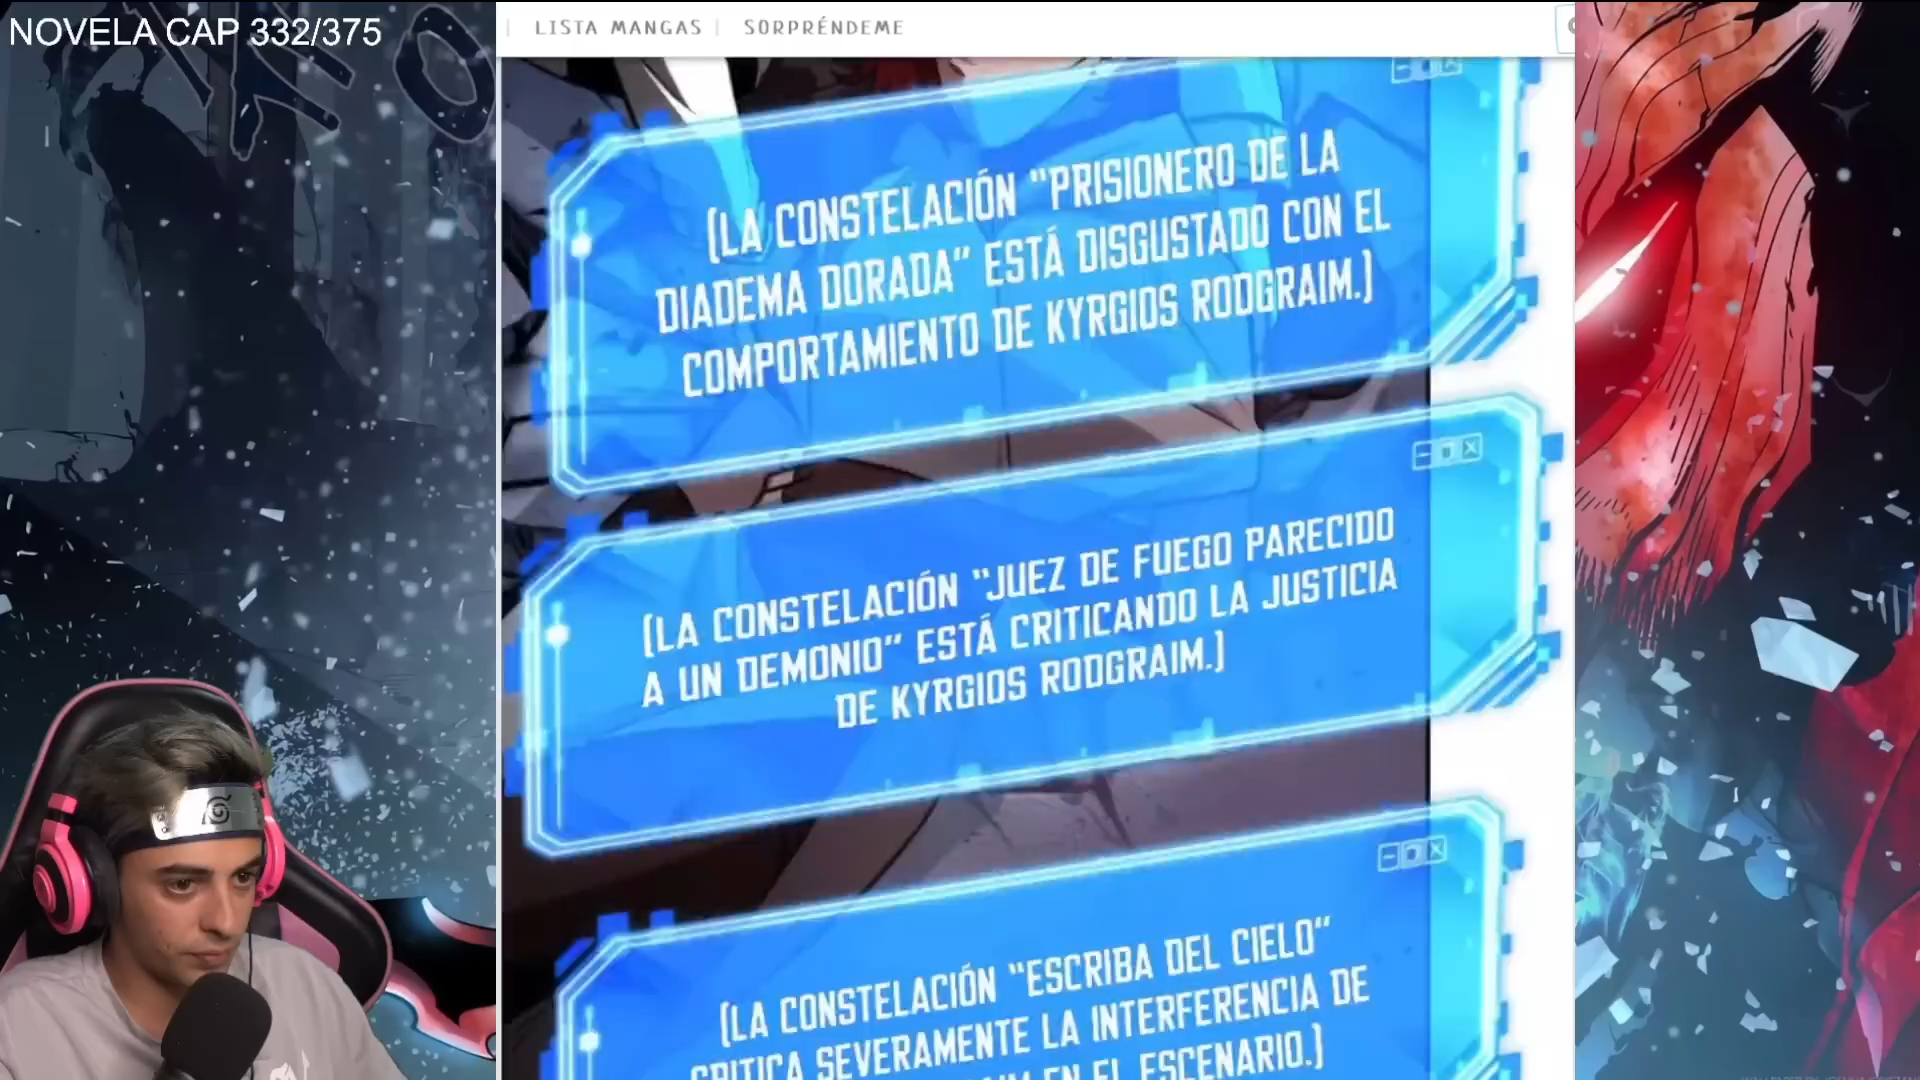 NOVELA CAP 332/375
LISTA MANGAS
SORPRÉNDEME
(LA CONSTELACIÓN "PRISIONERO DE LA
DIADEMA DORADA" ESTÁ DISGUSTADO CON EL
COMPORTAMIENTO DE KYRGIOS RODGRAIM.)
(LA CONSTELACIÓN "JUEZ DE FUEGO PARECIDO
A UN DEMONIO" ESTÁ CRITICANDO LA JUSTICIA
DE KYRGIOS RODGRAIM.)
(LA CONSTELACIÓN "ESCRIBA DEL CIELO"
CRITICA SEVERAMENTE LA INTERFERENCIA DE
EN EL ESCENARIO.)